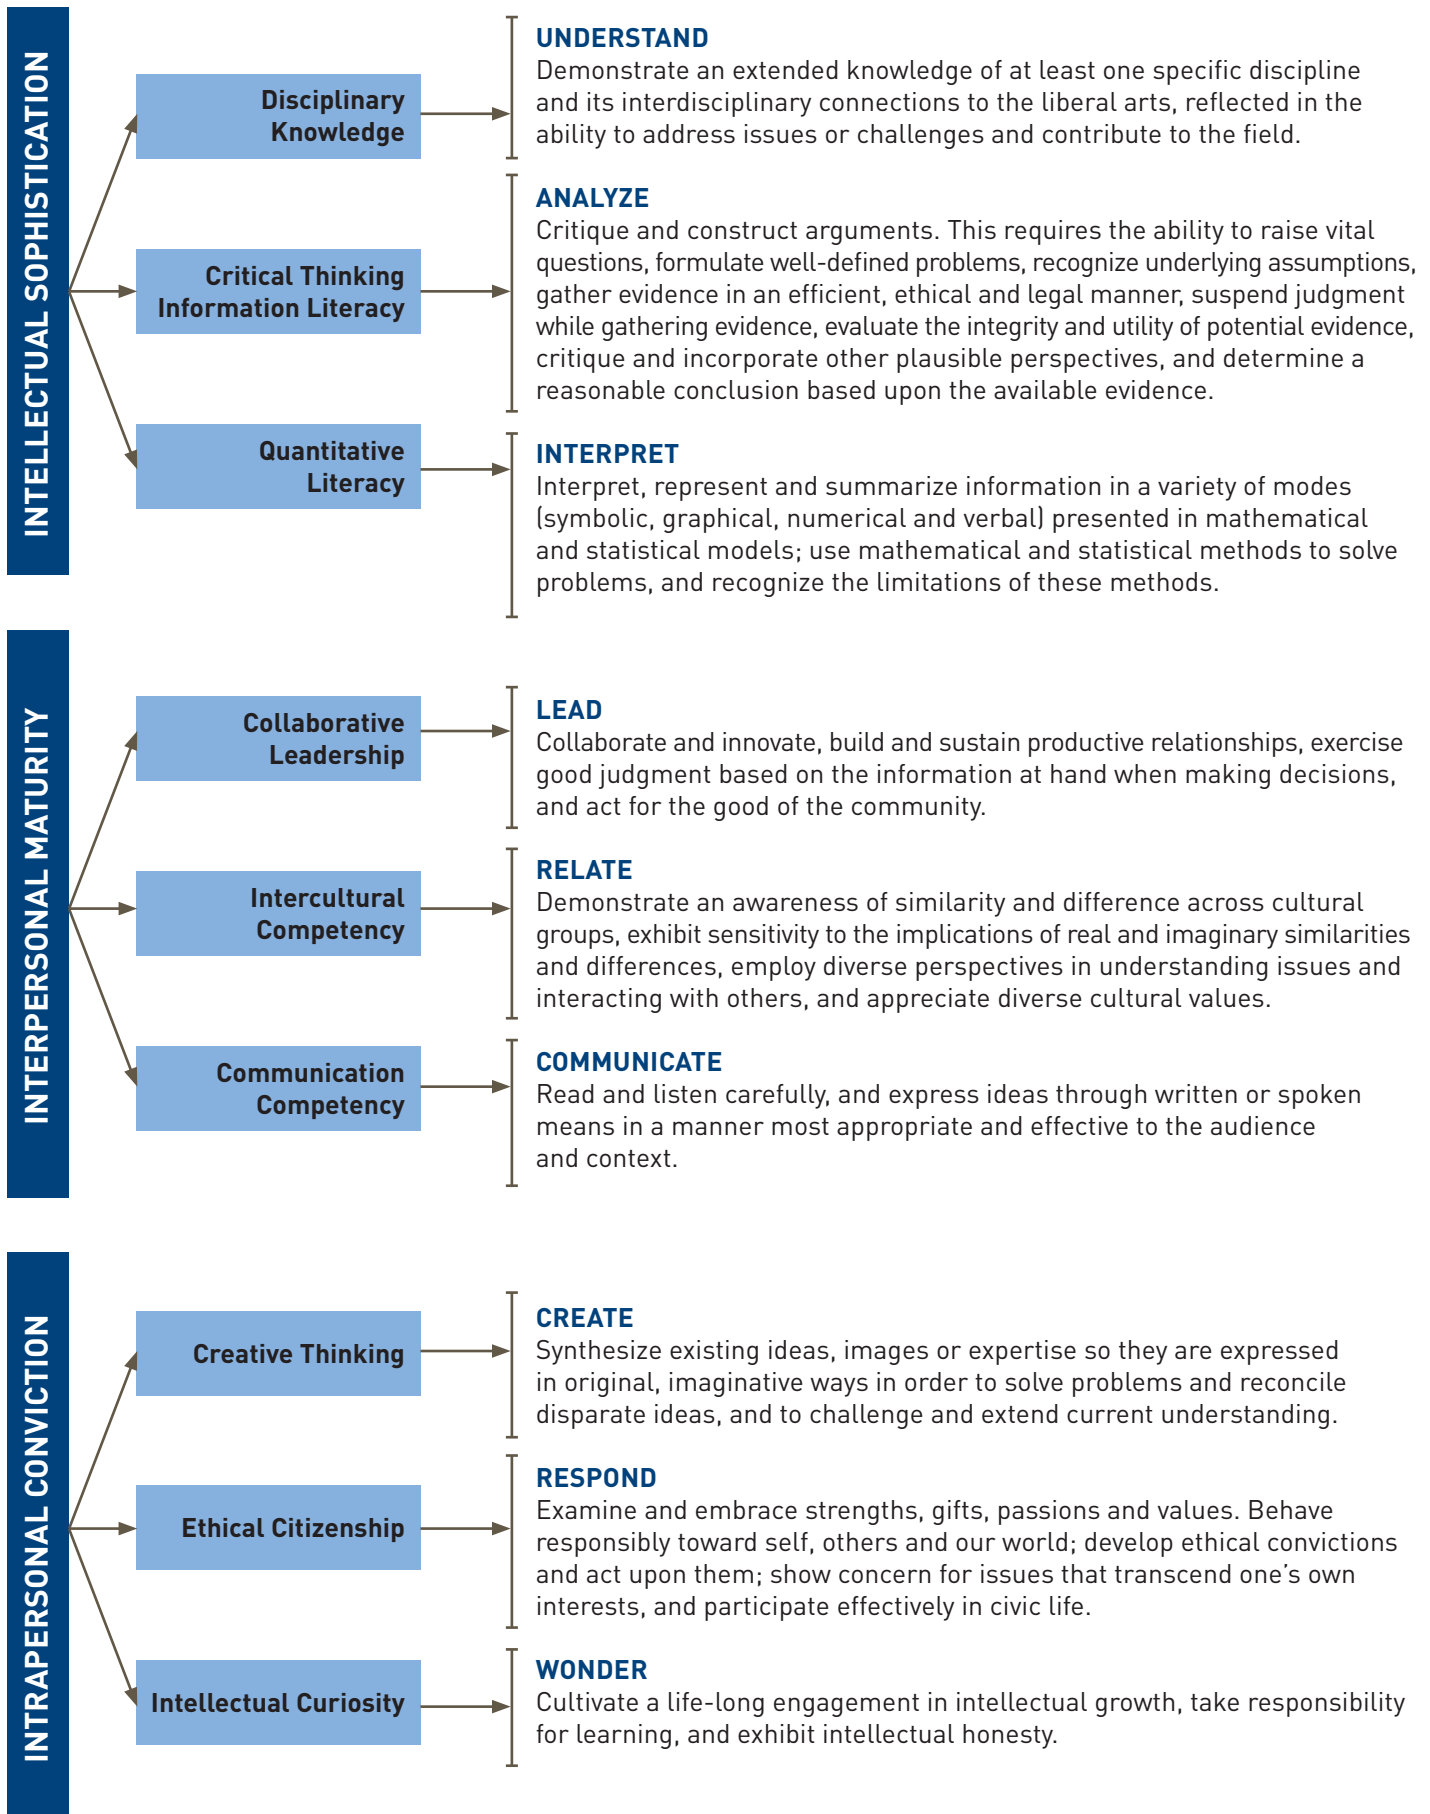 INTELLECTUAL SOPHISTICATION
Disciplinary
Knowledge
UNDERSTAND
Demonstrate an extended knowledge of at least one specific discipline
and its interdisciplinary connections to the liberal arts, reflected in the
ability to address issues or challenges and contribute to the field.
Critical Thinking
Information Literacy
ANALYZE
Critique and construct arguments. This requires the ability to raise vital
questions, formulate well-defined problems, recognize underlying assumptions,
gather evidence in an efficient, ethical and legal manner, suspend judgment
while gathering evidence, evaluate the integrity and utility of potential evidence,
critique and incorporate other plausible perspectives, and determine a
reasonable conclusion based upon the available evidence.
Quantitative
Literacy
INTERPRET
Interpret, represent and summarize information in a variety of modes
(symbolic, graphical, numerical and verbal) presented in mathematical
and statistical models; use mathematical and statistical methods to solve
problems, and recognize the limitations of these methods.
INTERPERSONAL MATURITY
Collaborative
Leadership
LEAD
Collaborate and innovate, build and sustain productive relationships, exercise
good judgment based on the information at hand when making decisions,
and act for the good of the community.
Intercultural
Competency
RELATE
Demonstrate an awareness of similarity and difference across cultural
groups, exhibit sensitivity to the implications of real and imaginary similarities
and differences, employ diverse perspectives in understanding issues and
interacting with others, and appreciate diverse cultural values.
Communication
Competency
COMMUNICATE
Read and listen carefully, and express ideas through written or spoken
means in a manner most appropriate and effective to the audience
and context.
INTRAPERSONAL CONVICTION
Creative Thinking
CREATE
Synthesize existing ideas, images or expertise so they are expressed
in original, imaginative ways in order to solve problems and reconcile
disparate ideas, and to challenge and extend current understanding.
Ethical Citizenship
RESPOND
Examine and embrace strengths, gifts, passions and values. Behave
responsibly toward self, others and our world; develop ethical convictions
and act upon them; show concern for issues that transcend one’s own
interests, and participate effectively in civic life.
Intellectual Curiosity
WONDER
Cultivate a life-long engagement in intellectual growth, take responsibility
for learning, and exhibit intellectual honesty.